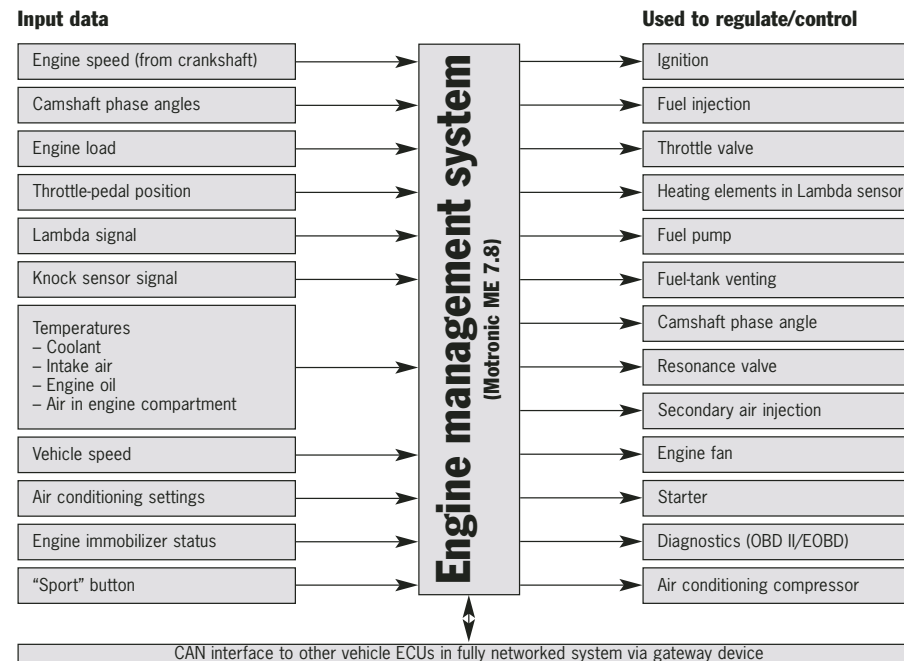 Input data
Used to regulate/control
Engine speed (from crankshaft)
Camshaft phase angles
Engine load
Throttle-pedal position
Lambda signal
Knock sensor signal
Temperatures
– Coolant
– Intake air
– Engine oil
– Air in engine compartment
Vehicle speed
Air conditioning settings
Engine immobilizer status
“Sport” button
Engine management system
(Motronic ME 7.8)
Ignition
Fuel injection
Throttle valve
Heating elements in Lambda sensor
Fuel pump
Fuel-tank venting
Camshaft phase angle
Resonance valve
Secondary air injection
Engine fan
Starter
Diagnostics (OBD II/EOBD)
Air conditioning compressor
CAN interface to other vehicle ECUs in fully networked system via gateway device